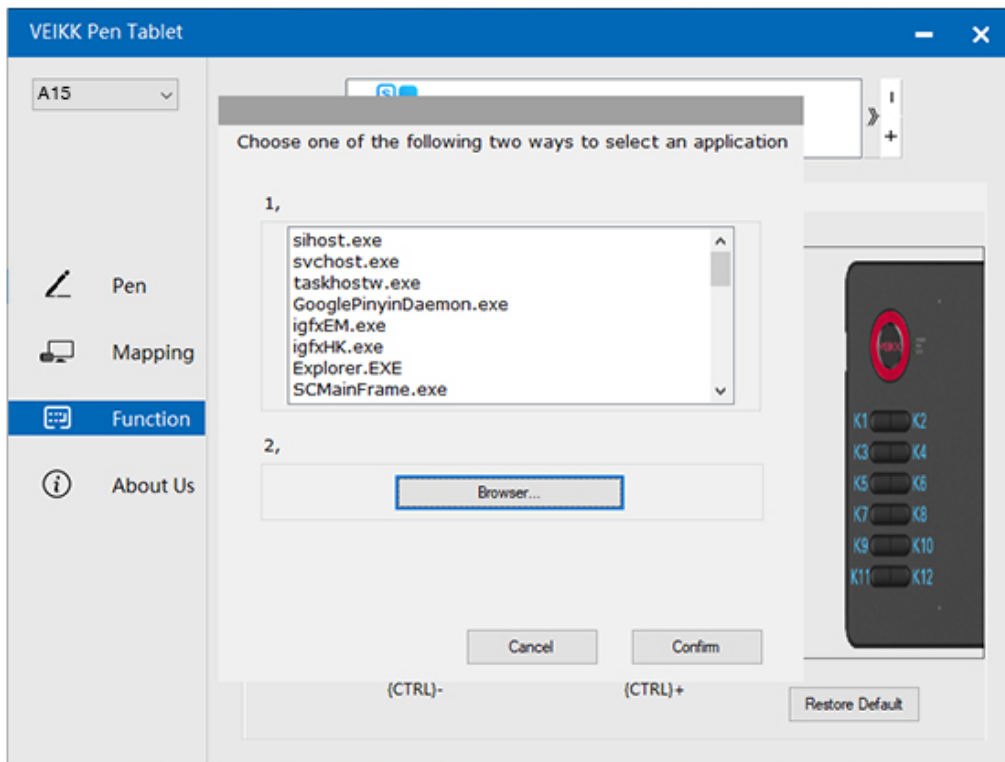 VEIKK Pen Tablet
A15
S
+
Choose one of the following two ways to select an application
1,
sihost.exe
svchost.exe
taskhostw.exe
GooglePinyinDaemon.exe
igfxEM.exe
igfxHK.exe
Explorer.EXE
SCMainFrame.exe
Pen
Mapping
Function
About Us
2,
Browser...
Cancel
Confirm
VEIKK
K1 K2
K3 K4
K5 K6
K7 K8
K9 K10
K11 K12
{CTRL}-
{CTRL}+
Restore Default